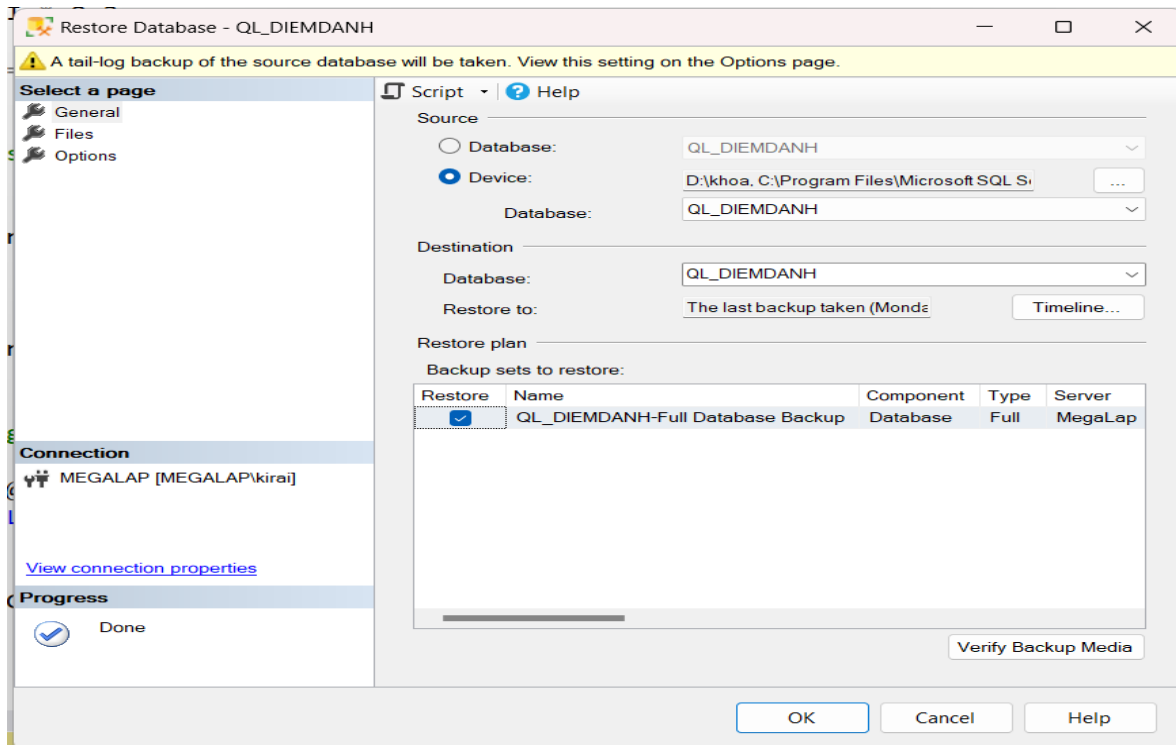 Restore Database - QL_DIEMDANH
A tail-log backup of the source database will be taken. View this setting on the Options page.
Select a page
General
Files
Options
Script Help
Source
Database: QL_DIEMDANH
Device: D:\khoa, C:\Program Files\Microsoft SQL S
...
Database: QL_DIEMDANH
Destination
Database: QL_DIEMDANH
Restore to: The last backup taken (Monda Timeline...
Restore plan
Backup sets to restore:
Restore Name Component Type Server
QL_DIEMDANH-Full Database Backup Database Full MegaLap
Connection
MEGALAP [MEGALAP\kirai]
View connection properties
Progress
Done
Verify Backup Media
OK Cancel Help